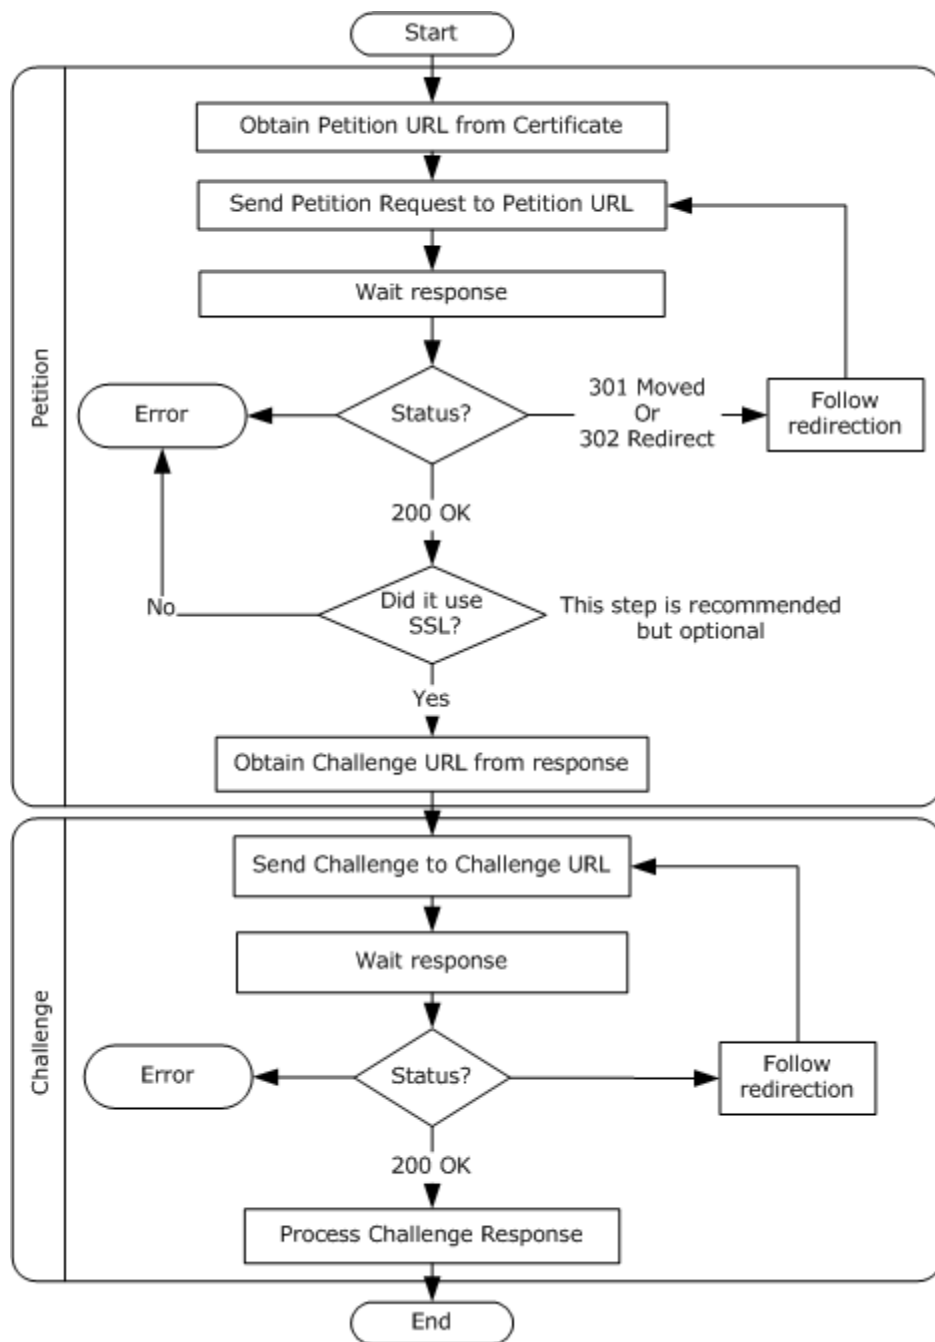 Start
Petition
Obtain Petition URL from Certificate
Send Petition Request to Petition URL
Wait response
Error
Status?
301 Moved
Or
302 Redirect
Follow
redirection
200 OK
No
Did it use
SSL?
This step is recommended
but optional
Yes
Obtain Challenge URL from response
Challenge
Send Challenge to Challenge URL
Wait response
Error
Status?
Follow
redirection
200 OK
Process Challenge Response
End